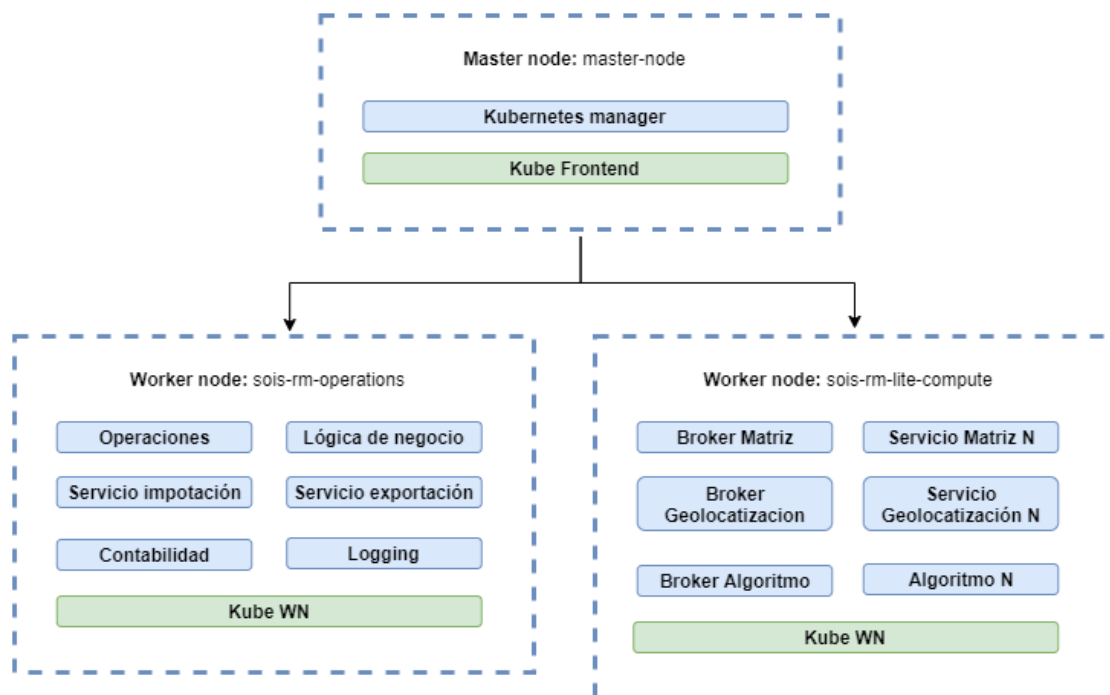 Master node: master-node
Kubernetes manager
Kube Frontend
Worker node: sois-rm-operations
Operaciones
Lógica de negocio
Servicio impotación
Servicio exportación
Contabilidad
Logging
Kube WN
Worker node: sois-rm-lite-compute
Broker Matriz
Servicio Matriz N
Broker
Geolocatizacion
Servicio
Geolocatización N
Broker Algoritmo
Algoritmo N
Kube WN